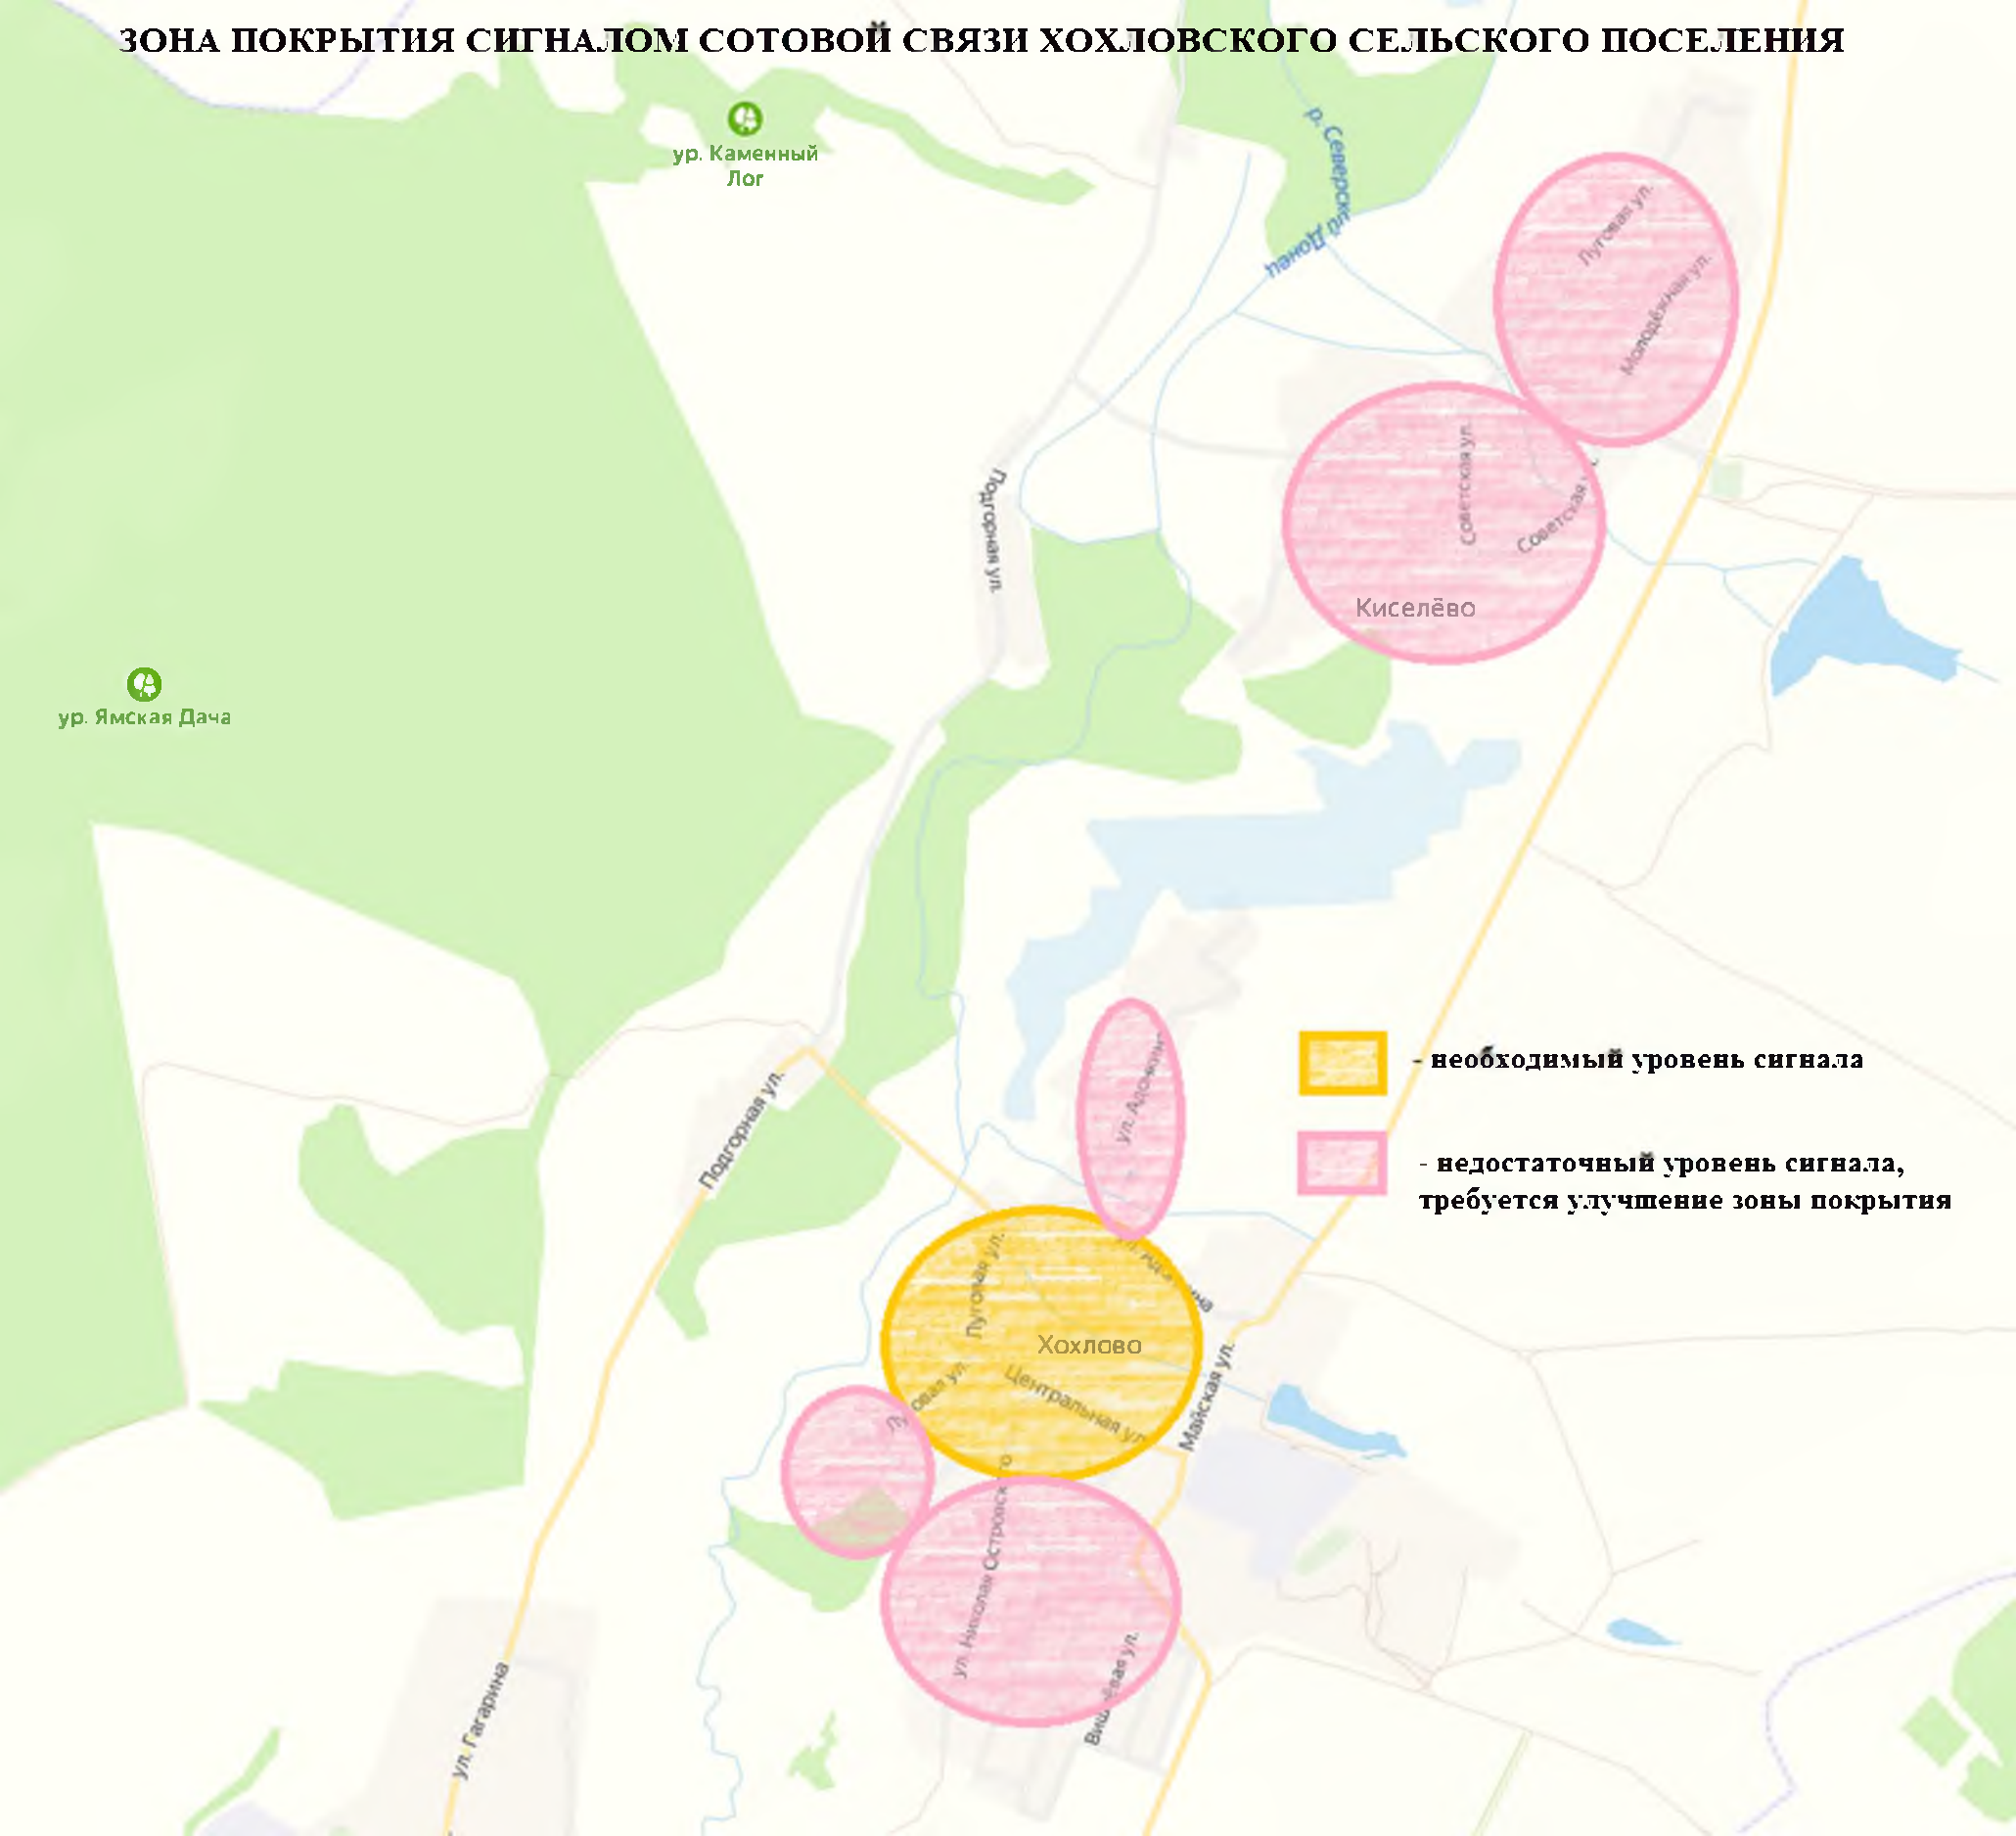 ЗОНА ПОКРЫТИЯ СИГНАЛОМ СОТОВОЙ СВЯЗИ ХОХЛОВСКОГО СЕЛЬСКОГО ПОСЕЛЕНИЯ
ур. Каменный
Лог
р. Северский Донец
Луговая ул.
Молодёжная ул.
Советская ул.
Советская
Подгорная ул.
Киселёво
ур. Ямская Дача
- необходимый уровень сигнала
ул.
Подгорная ул.
- недостаточный уровень сигнала,
требуется улучшение зоны покрытия
Луговая ул.
Хохлово
Луговая ул.
Центральная ул.
Майская ул.
ул. Николая Островского
Вишнёвая ул.
ул. Гагарина